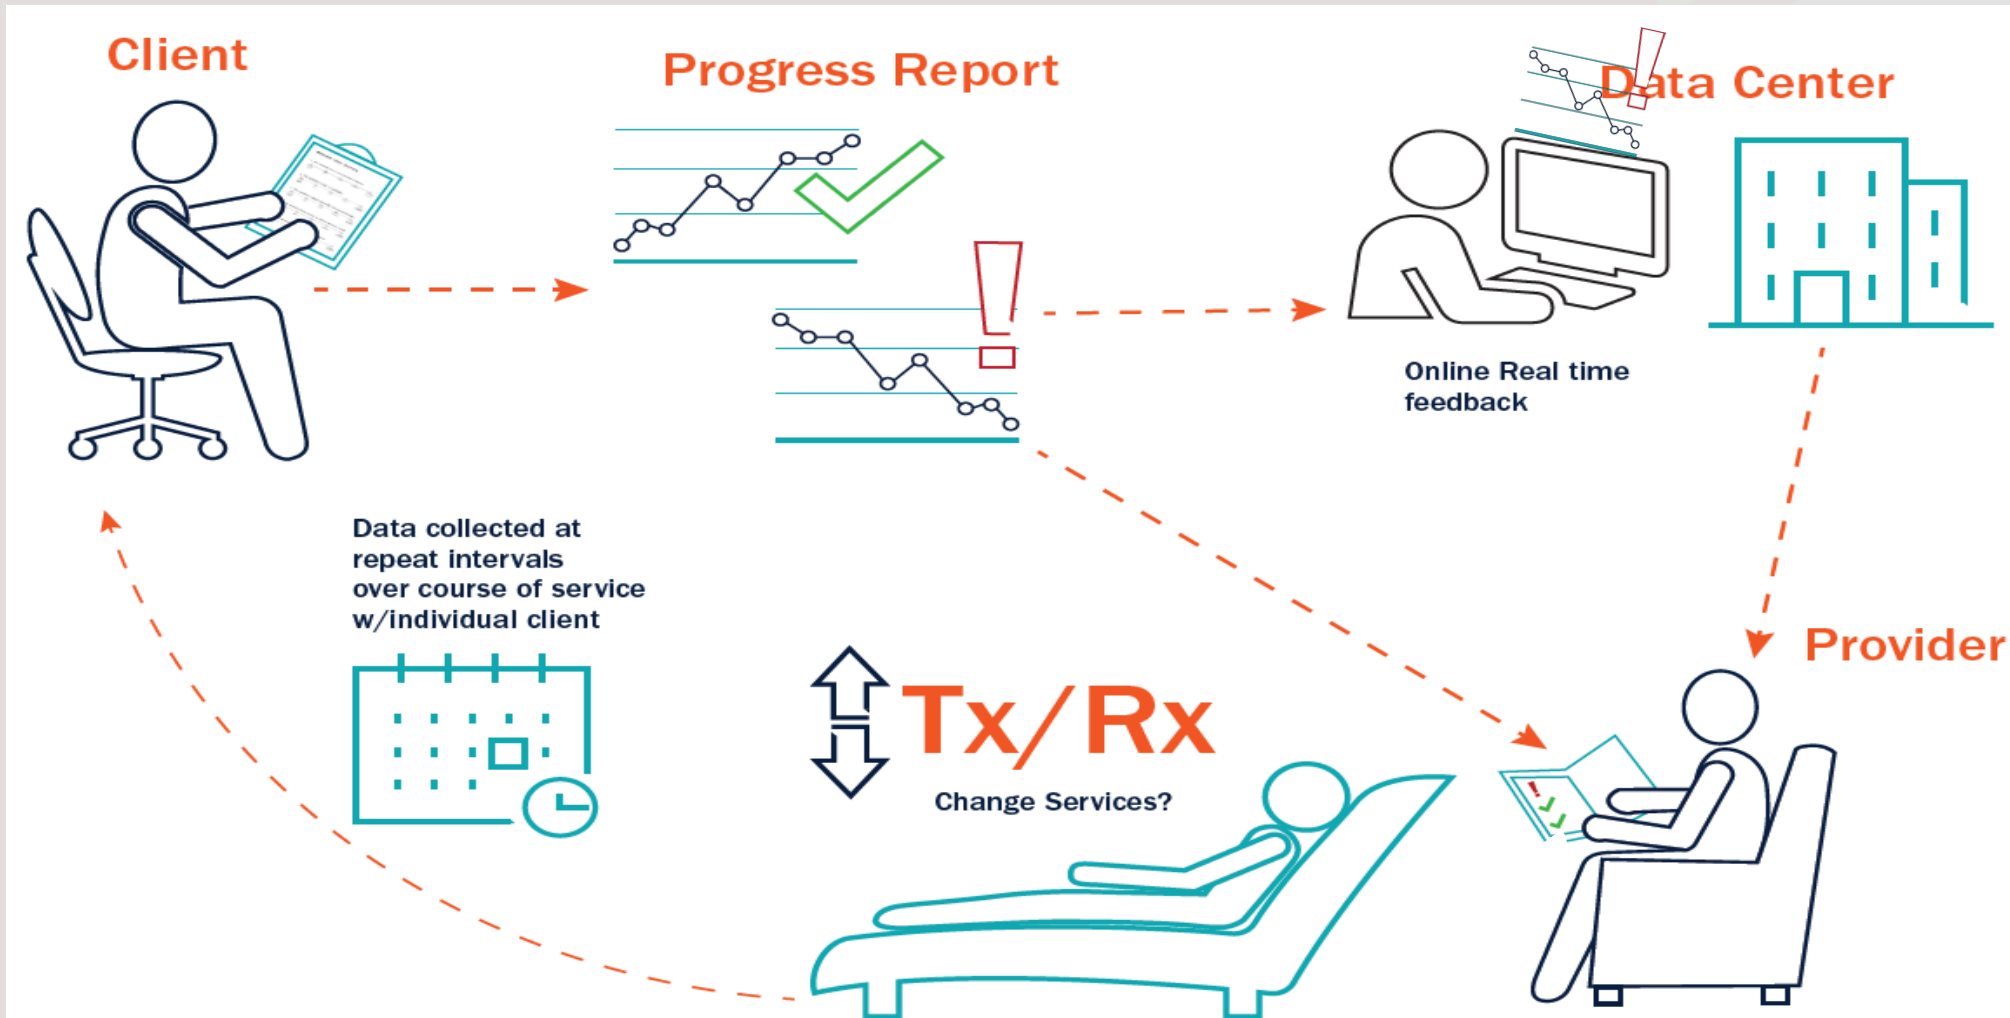 Client
Progress Report
Data Center
Online Real time
feedback
Data collected at
repeat intervals
over course of service
w/individual client
Provider
Tx/Rx
Change Services?